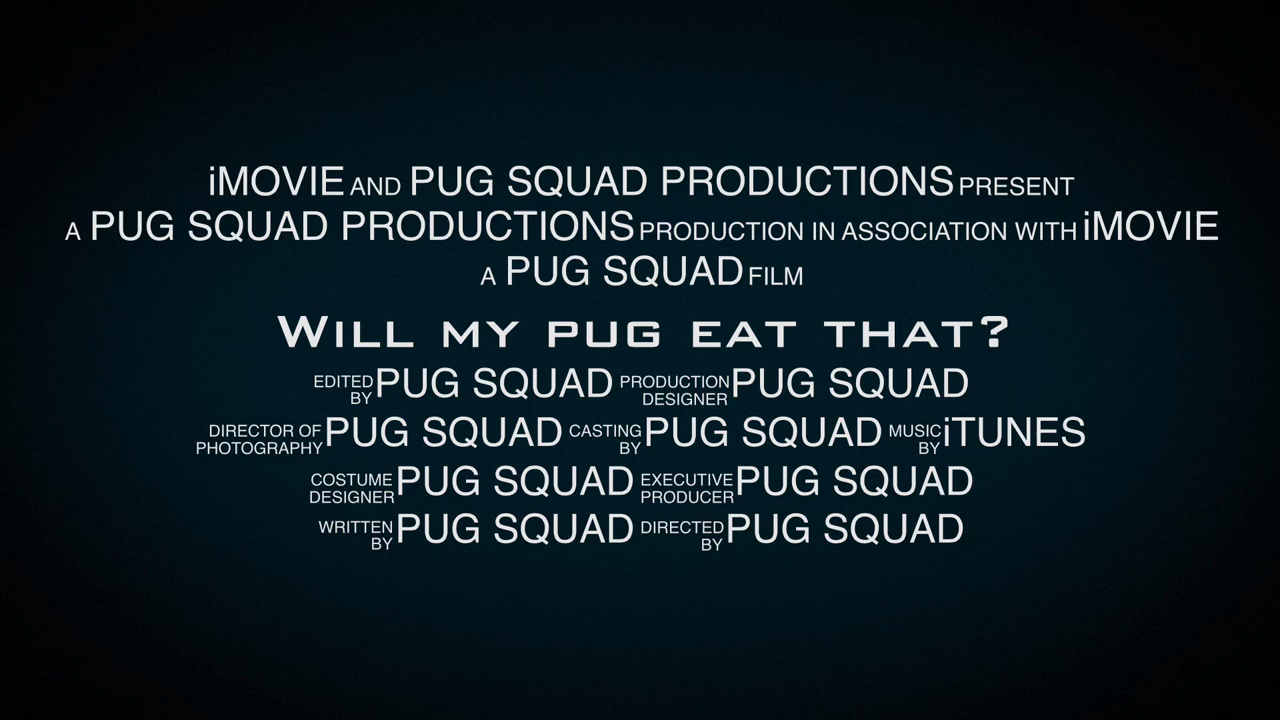 iMOVIE AND PUG SQUAD PRODUCTIONS PRESENT
A PUG SQUAD PRODUCTIONS PRODUCTION IN ASSOCIATION WITH iMOVIE
A PUG SQUAD FILM
WILL MY PUG EAT THAT?
EDITED BY PUG SQUAD PRODUCTION DESIGNER PUG SQUAD
DIRECTOR OF PHOTOGRAPHY PUG SQUAD CASTING BY PUG SQUAD MUSIC BY iTUNES
COSTUME DESIGNER PUG SQUAD EXECUTIVE PRODUCER PUG SQUAD
WRITTEN BY PUG SQUAD DIRECTED BY PUG SQUAD